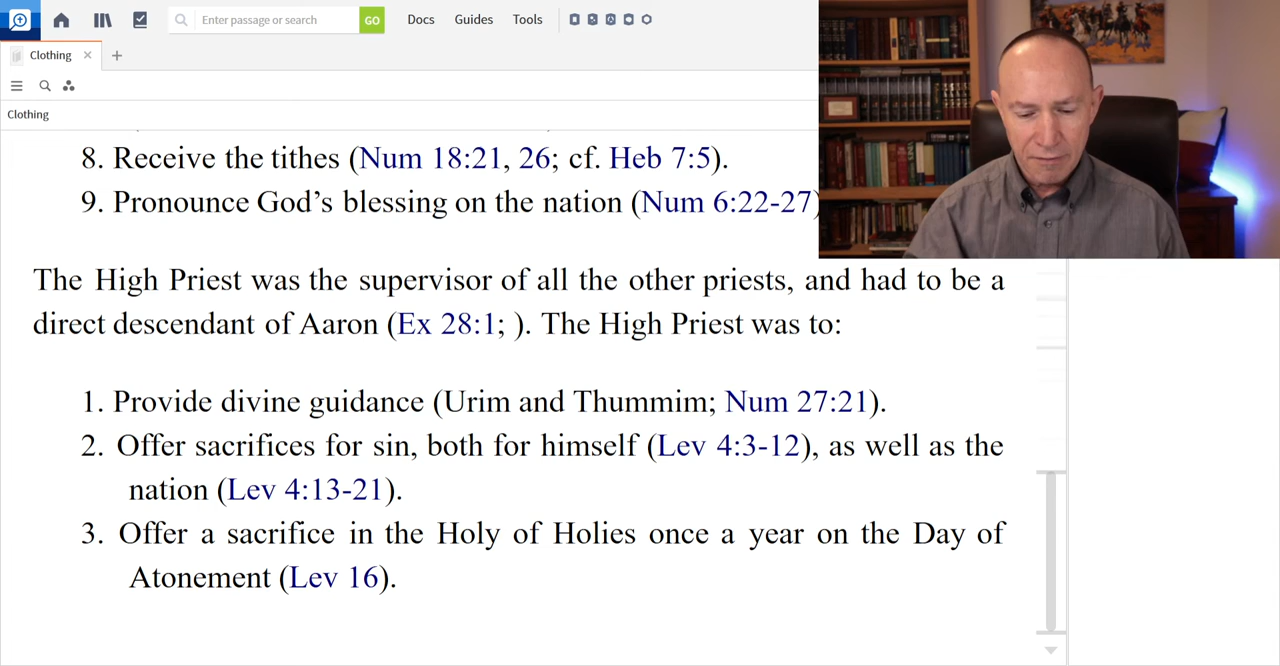 Enter passage or search
GO
Docs
Guides
Tools
Clothing
Clothing
8. Receive the tithes (Num 18:21, 26; cf. Heb 7:5).
9. Pronounce God’s blessing on the nation (Num 6:22-27)
The High Priest was the supervisor of all the other priests, and had to be a
direct descendant of Aaron (Ex 28:1; ). The High Priest was to:
1. Provide divine guidance (Urim and Thummim; Num 27:21).
2. Offer sacrifices for sin, both for himself (Lev 4:3-12), as well as the
nation (Lev 4:13-21).
3. Offer a sacrifice in the Holy of Holies once a year on the Day of
Atonement (Lev 16).